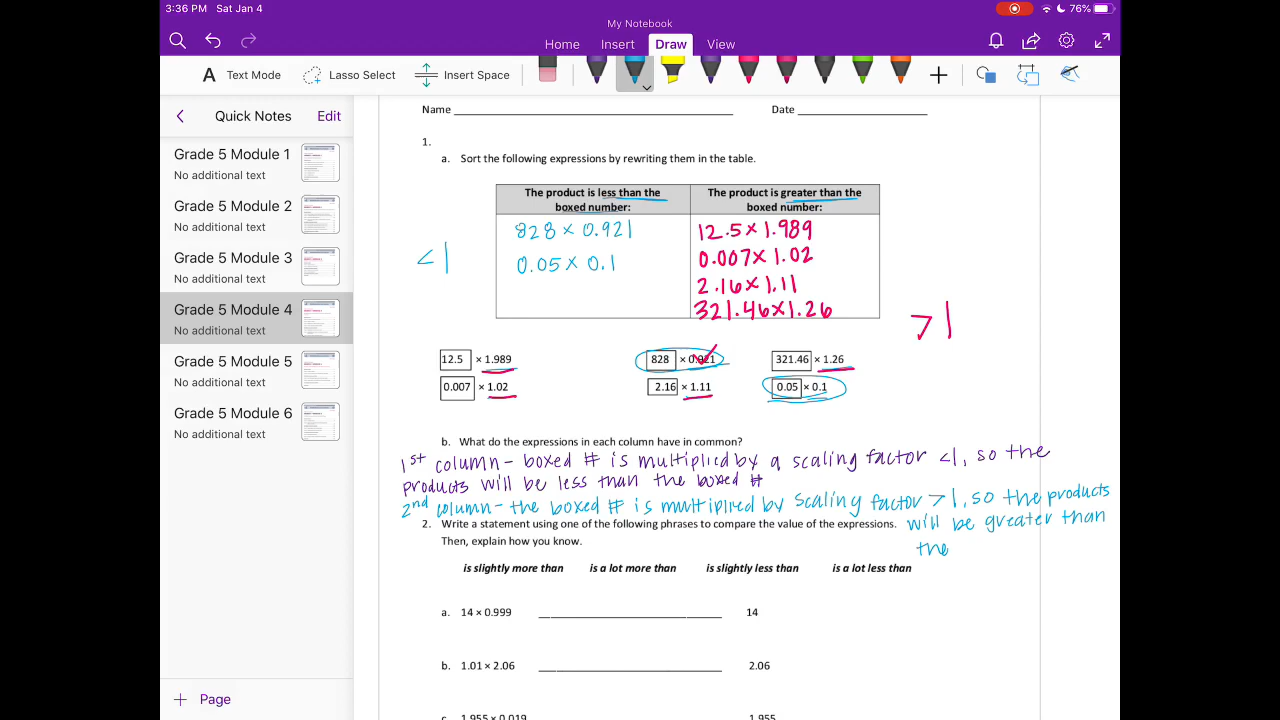 3:36 PM Sat Jan 4
76%
My Notebook
Home Insert Draw View
A Text Mode Lasso Select Insert Space
Quick Notes Edit
Grade 5 Module 1
No additional text
Grade 5 Module 2
No additional text
Grade 5 Module 3
No additional text
Grade 5 Module 4
No additional text
Grade 5 Module 5
No additional text
Grade 5 Module 6
No additional text
Page
Name Date
1.
a. Sort the following expressions by rewriting them in the table.
The product is less than the boxed number:
The product is greater than the boxed number:
<1
828 × 0.921
0.05 × 0.1
12.5 × 1.989
0.007 × 1.02
2.16 × 1.11
321.46 × 1.26
>1
12.5 × 1.989 828 × 0.921 321.46 × 1.26
0.007 × 1.02 2.16 × 1.11 0.05 × 0.1
b. What do the expressions in each column have in common?
1st column - boxed # is multiplied by a scaling factor <1, so the
products will be less than the boxed #
2nd column - the boxed # is multiplied by scaling factor >1, so the products
will be greater than
the
2. Write a statement using one of the following phrases to compare the value of the expressions.
Then, explain how you know.
is slightly more than is a lot more than is slightly less than is a lot less than
a. 14 × 0.999 14
b. 1.01 × 2.06 2.06
c. 1.955 × 0.019 1.955